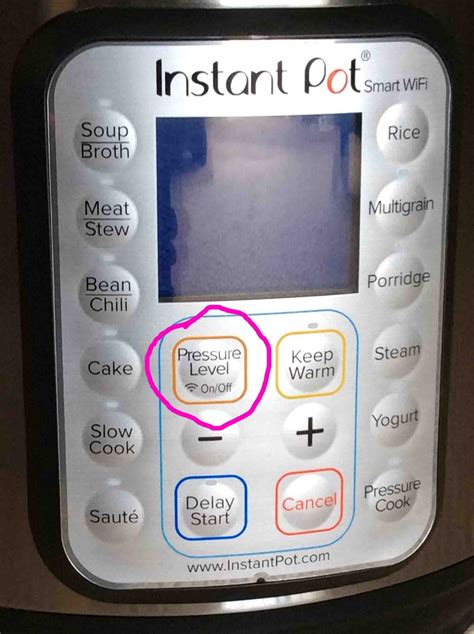 Instant Pot® Smart WiFi
Soup
Broth
Rice
Meat
Stew
Multigrain
Bean
Chili
Porridge
Cake
Pressure
Level
On/Off
Keep
Warm
Steam
Slow
Cook
−
+
Yogurt
Sauté
Delay
Start
Cancel
Pressure
Cook
www.InstantPot.com